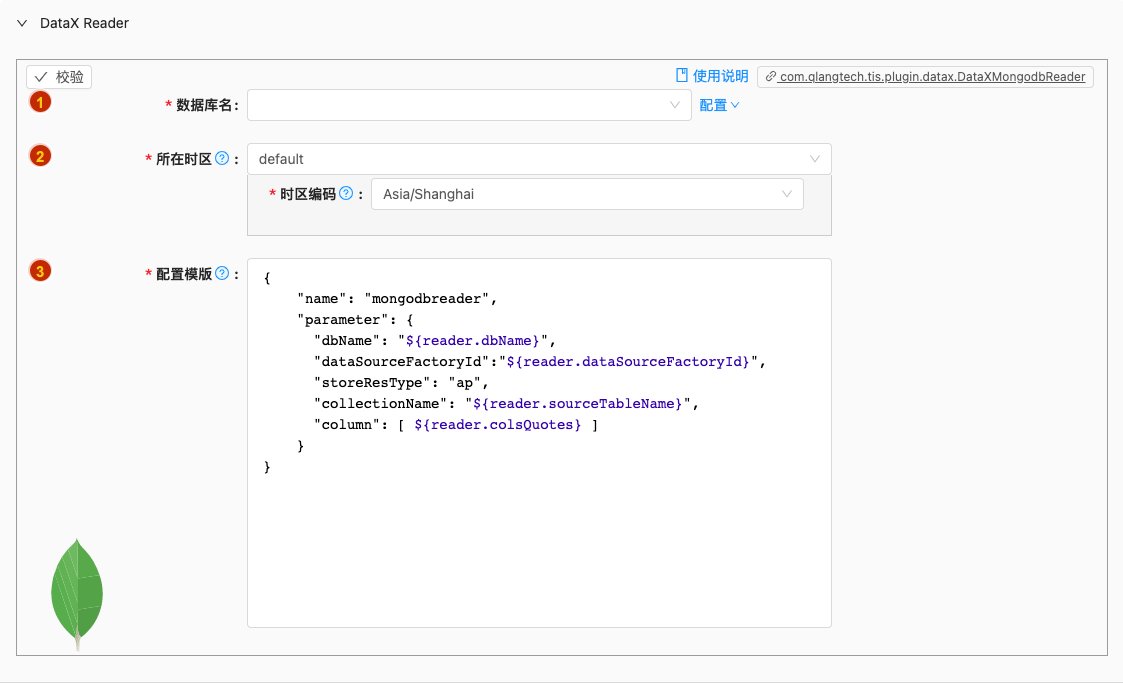 DataX Reader
校验
使用说明 com.qlangtech.tis.plugin.datax.DataXMongodbReader
1 * 数据库名: 配置
2 * 所在时区? : default
* 时区编码? : Asia/Shanghai
3 * 配置模版? :
{
    "name": "mongodbreader",
    "parameter": {
      "dbName": "${reader.dbName}",
      "dataSourceFactoryId":"${reader.dataSourceFactoryId}",
      "storeResType": "ap",
      "collectionName": "${reader.sourceTableName}",
      "column": [ ${reader.colsQuotes} ]
    }
}